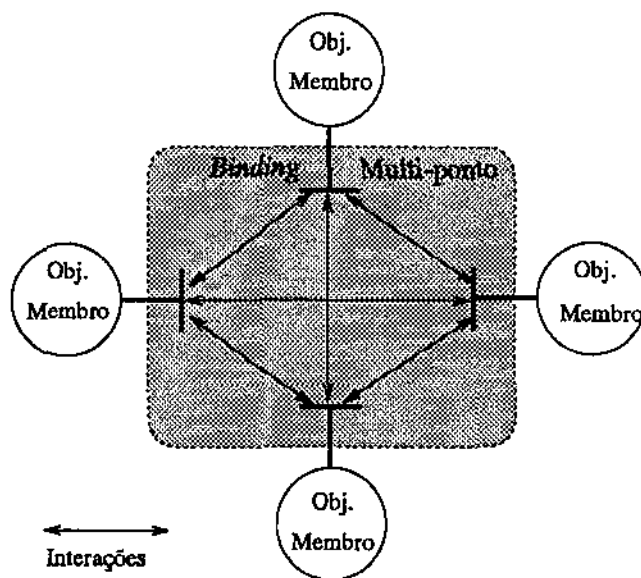 Obj.
Membro
Binding Multi-ponto
Obj.
Membro
Obj.
Membro
Obj.
Membro
Interações